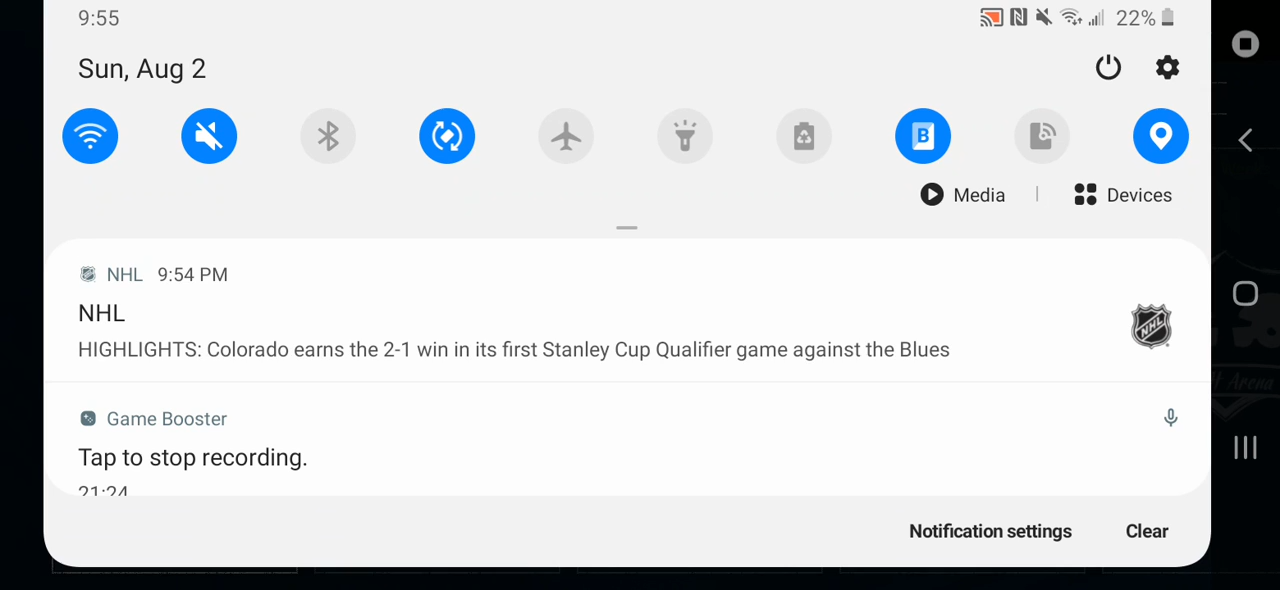 9:55
22%
Sun, Aug 2
B
Media
Devices
NHL 9:54 PM
NHL
NHL
HIGHLIGHTS: Colorado earns the 2-1 win in its first Stanley Cup Qualifier game against the Blues
Game Booster
Tap to stop recording.
21:24
Notification settings
Clear
Arena